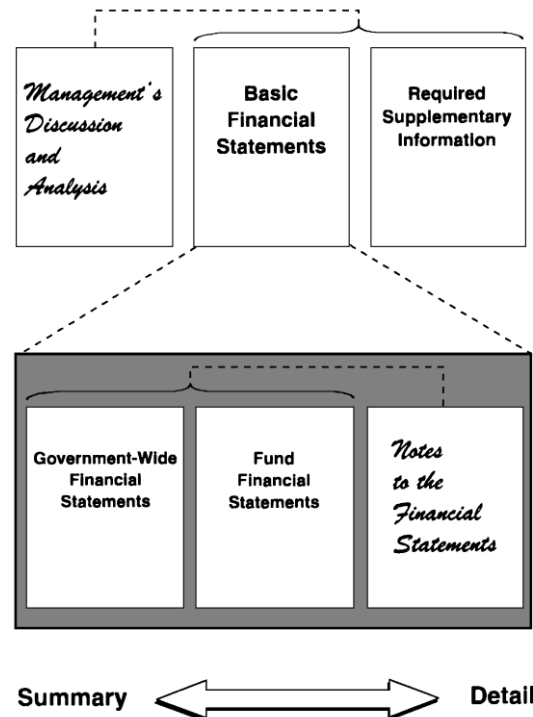 Management's
Discussion
and
Analysis
Basic
Financial
Statements
Required
Supplementary
Information
Government-Wide
Financial
Statements
Fund
Financial
Statements
Notes
to the
Financial
Statements
Summary
Detail